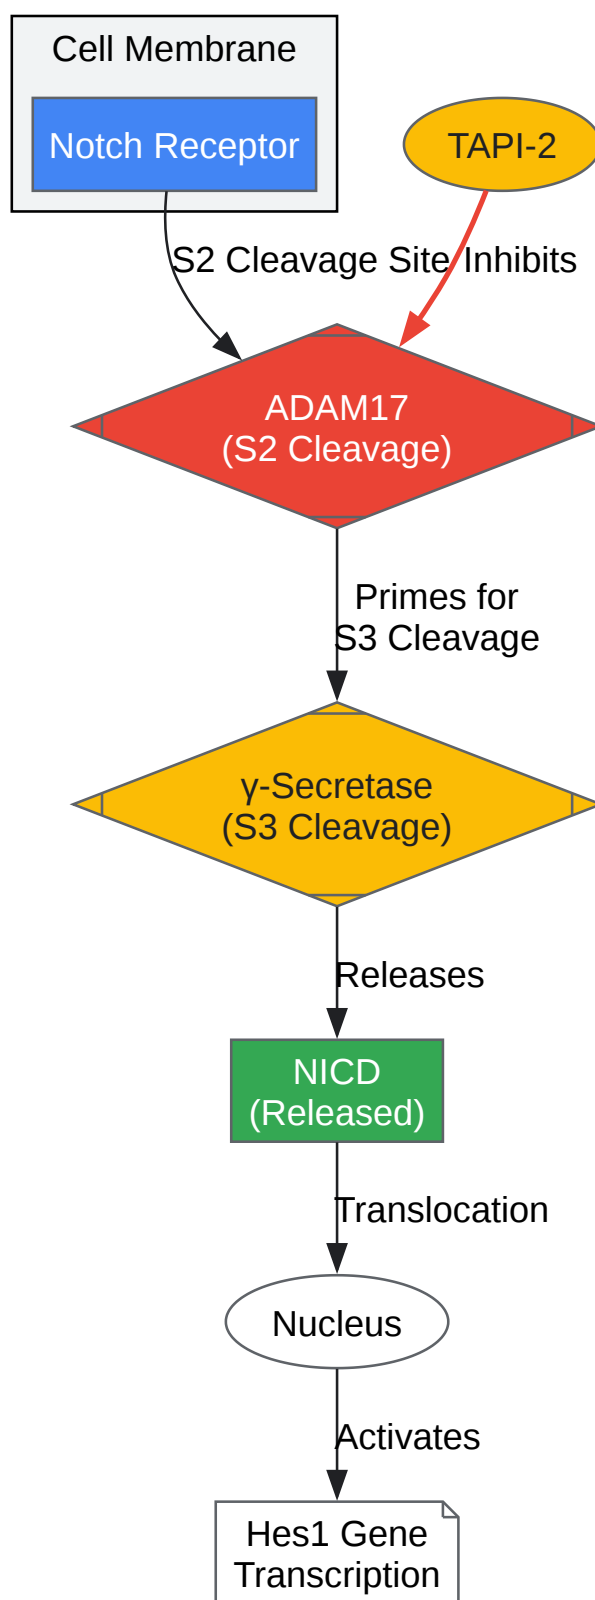 Cell Membrane
Notch Receptor
TAPI-2
S2 Cleavage Site
Inhibits
ADAM17
(S2 Cleavage)
Primes for
S3 Cleavage
γ-Secretase
(S3 Cleavage)
Releases
NICD
(Released)
Translocation
Nucleus
Activates
Hes1 Gene
Transcription